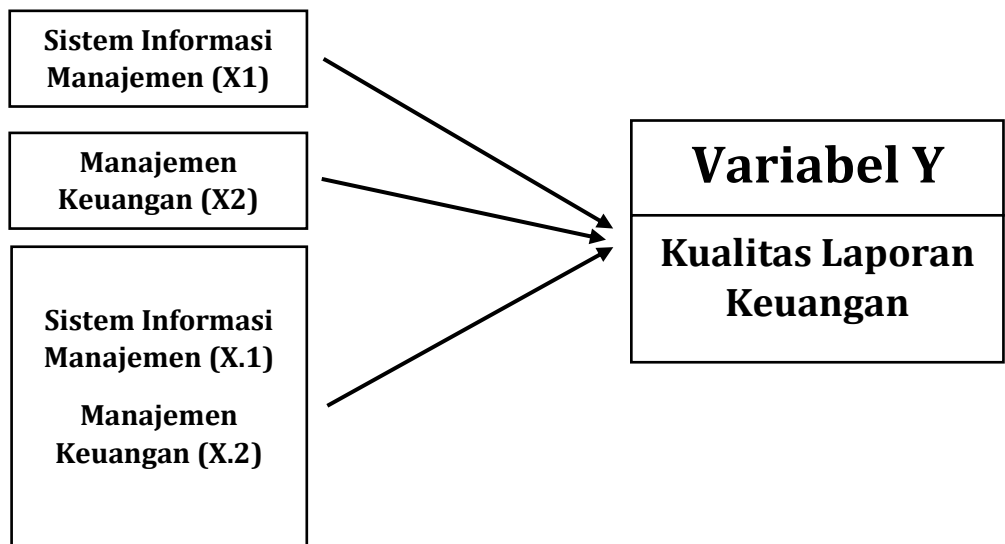 Sistem Informasi
Manajemen (X1)
Manajemen
Keuangan (X2)
Sistem Informasi
Manajemen (X.1)
Manajemen
Keuangan (X.2)
Variabel Y
Kualitas Laporan
Keuangan